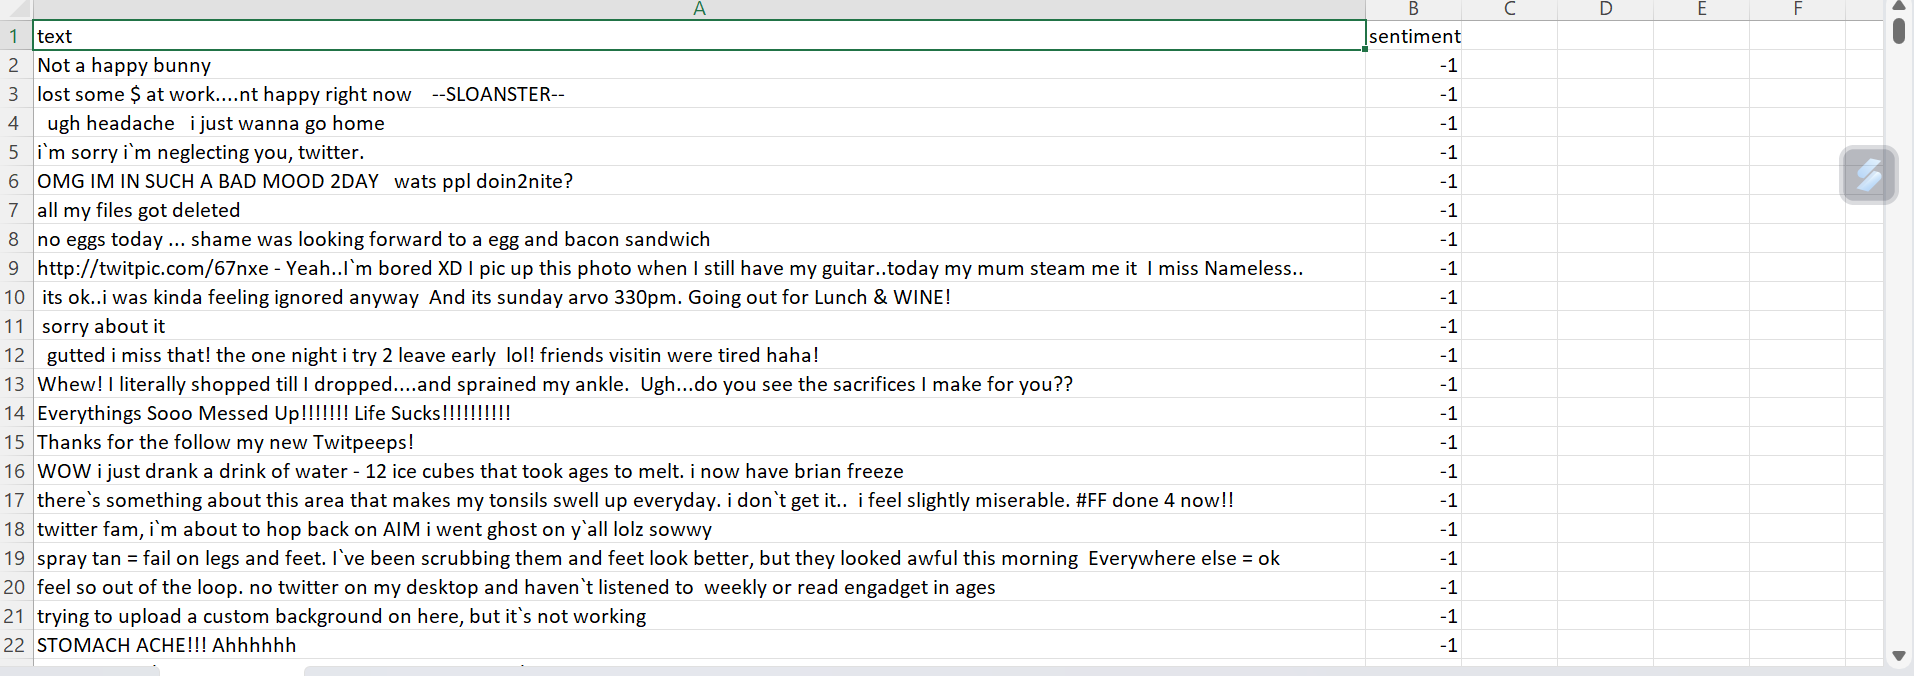 A B C D E F
1 text sentiment
2 Not a happy bunny -1
3 lost some $ at work....nt happy right now --SLOANSTER-- -1
4 ugh headache i just wanna go home -1
5 i`m sorry i`m neglecting you, twitter. -1
6 OMG IM IN SUCH A BAD MOOD 2DAY wats ppl doin2nite? -1
7 all my files got deleted -1
8 no eggs today ... shame was looking forward to a egg and bacon sandwich -1
9 http://twitpic.com/67nxe - Yeah..I`m bored XD I pic up this photo when I still have my guitar..today my mum steam me it I miss Nameless.. -1
10 its ok..i was kinda feeling ignored anyway And its sunday arvo 330pm. Going out for Lunch & WINE! -1
11 sorry about it -1
12 gutted i miss that! the one night i try 2 leave early lol! friends visitin were tired haha! -1
13 Whew! I literally shopped till I dropped....and sprained my ankle. Ugh...do you see the sacrifices I make for you?? -1
14 Everythings Sooo Messed Up!!!!!!! Life Sucks!!!!!!!!!! -1
15 Thanks for the follow my new Twitpeeps! -1
16 WOW i just drank a drink of water - 12 ice cubes that took ages to melt. i now have brian freeze -1
17 there`s something about this area that makes my tonsils swell up everyday. i don`t get it.. i feel slightly miserable. #FF done 4 now!! -1
18 twitter fam, i`m about to hop back on AIM i went ghost on y`all lolz sowwy -1
19 spray tan = fail on legs and feet. I`ve been scrubbing them and feet look better, but they looked awful this morning Everywhere else = ok -1
20 feel so out of the loop. no twitter on my desktop and haven`t listened to weekly or read engadget in ages -1
21 trying to upload a custom background on here, but it`s not working -1
22 STOMACH ACHE!!! Ahhhhhh -1